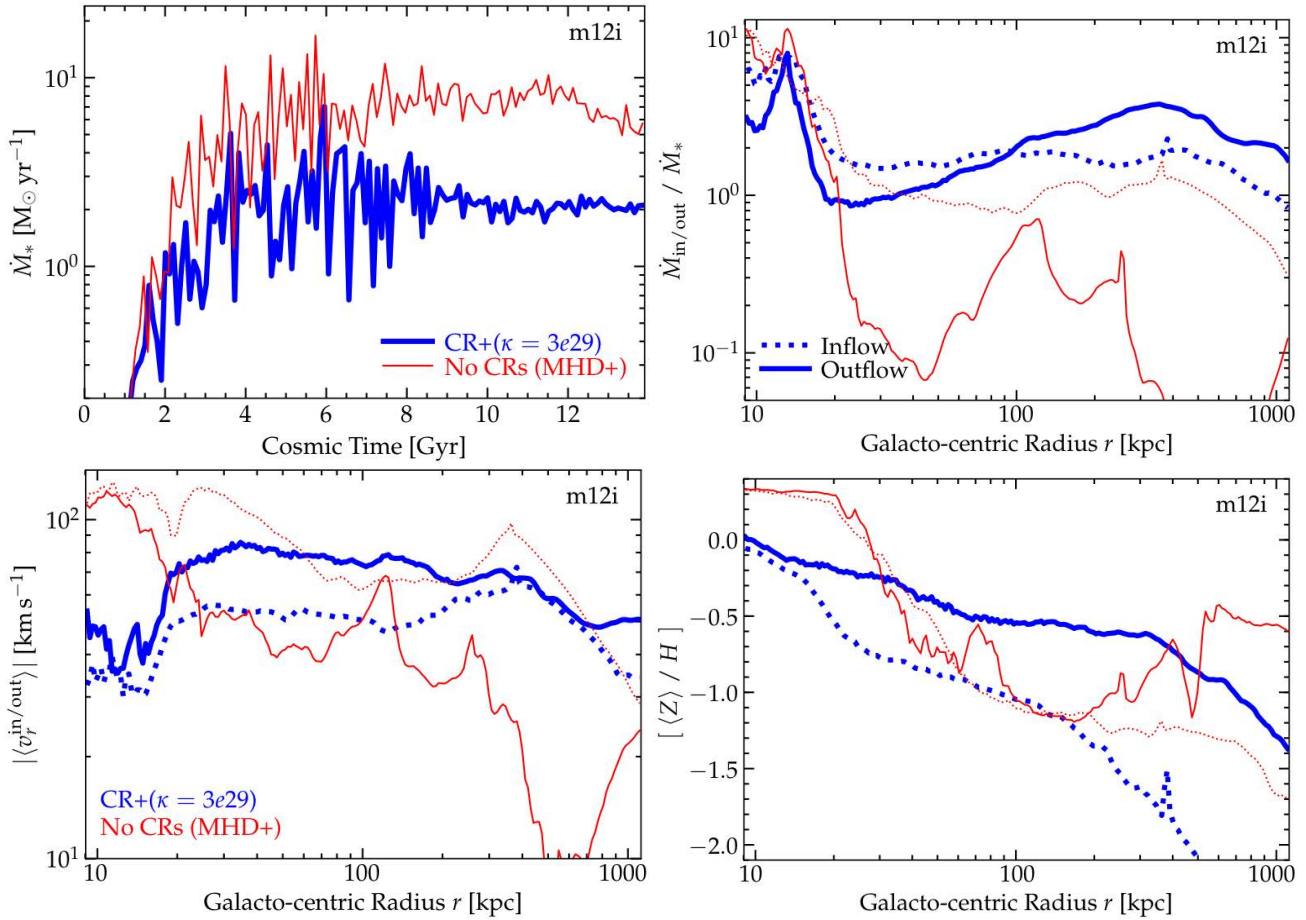 m12i
10¹
10⁰
Ṁ* [M⊙ yr⁻¹]
CR+(κ = 3e29)
No CRs (MHD+)
0 2 4 6 8 10 12
Cosmic Time [Gyr]
m12i
10¹
10⁰
10⁻¹
Ṁin/out / Ṁ*
Inflow
Outflow
10 100 1000
Galacto-centric Radius r [kpc]
m12i
10²
10¹
|⟨v_r^in/out⟩| [km s⁻¹]
CR+(κ = 3e29)
No CRs (MHD+)
10 100 1000
Galacto-centric Radius r [kpc]
m12i
0.0
−0.5
−1.0
−1.5
−2.0
[ ⟨Z⟩ / H ]
10 100 1000
Galacto-centric Radius r [kpc]